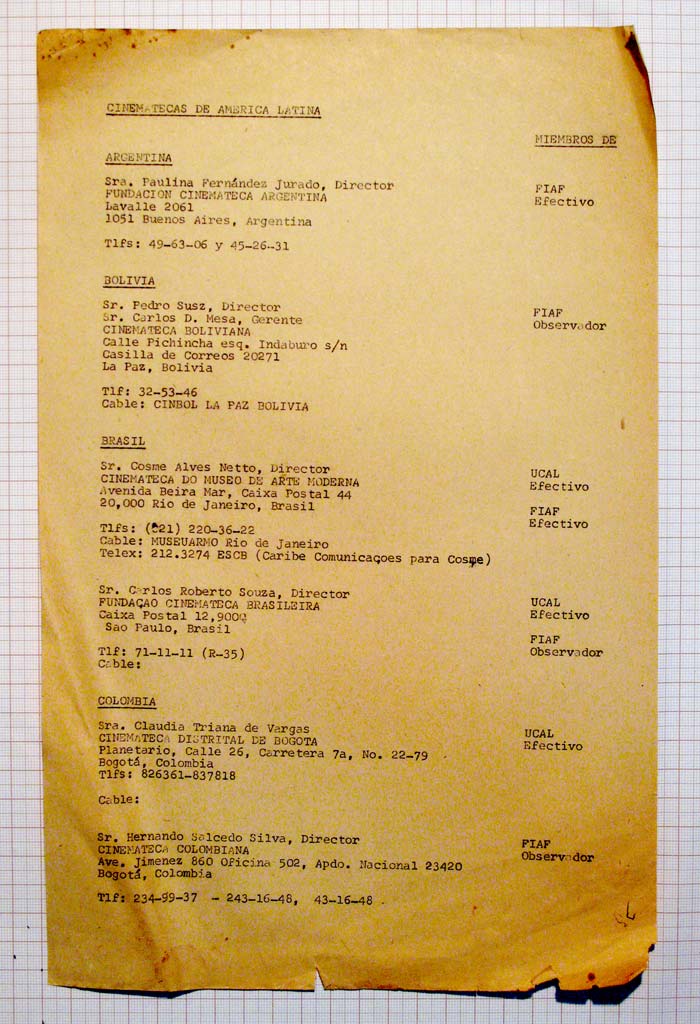 CINEMATECAS DE AMERICA LATINA
MIEMBROS DE
ARGENTINA
Sra. Paulina Fernández Jurado, Director
FUNDACION CINEMATECA ARGENTINA
Lavalle 2061
1051 Buenos Aires, Argentina
FIAF
Efectivo
Tlfs: 49-63-06 y 45-26-31
BOLIVIA
Sr. Pedro Susz, Director
Sr. Carlos D. Mesa, Gerente
CINEMATECA BOLIVIANA
Calle Pichincha esq. Indaburo s/n
Casilla de Correos 20271
La Paz, Bolivia
FIAF
Observador
Tlf: 32-53-46
Cable: CINBOL LA PAZ BOLIVIA
BRASIL
Sr. Cosme Alves Netto, Director
CINEMATECA DO MUSEO DE ARTE MODERNA
Avenida Beira Mar, Caixa Postal 44
20,000 Rio de Janeiro, Brasil
UCAL
Efectivo
FIAF
Efectivo
Tlfs: (021) 220-36-22
Cable: MUSEUARMO Rio de Janeiro
Telex: 212.3274 ESCB (Caribe Comunicaçoes para Cosme)
Sr. Carlos Roberto Souza, Director
FUNDAÇAO CINEMATECA BRASILEIRA
Caixa Postal 12,900
Sao Paulo, Brasil
UCAL
Efectivo
FIAF
Observador
Tlf: 71-11-11 (R-35)
Cable:
COLOMBIA
Sra. Claudia Triana de Vargas
CINEMATECA DISTRITAL DE BOGOTA
Planetario, Calle 26, Carretera 7a, No. 22-79
Bogotá, Colombia
Tlfs: 826361-837818
UCAL
Efectivo
Cable:
Sr. Hernando Salcedo Silva, Director
CINEMATECA COLOMBIANA
Ave. Jimenez 860 Oficina 502, Apdo. Nacional 23420
Bogotá, Colombia
FIAF
Observador
Tlf: 234-99-37 - 243-16-48, 43-16-48